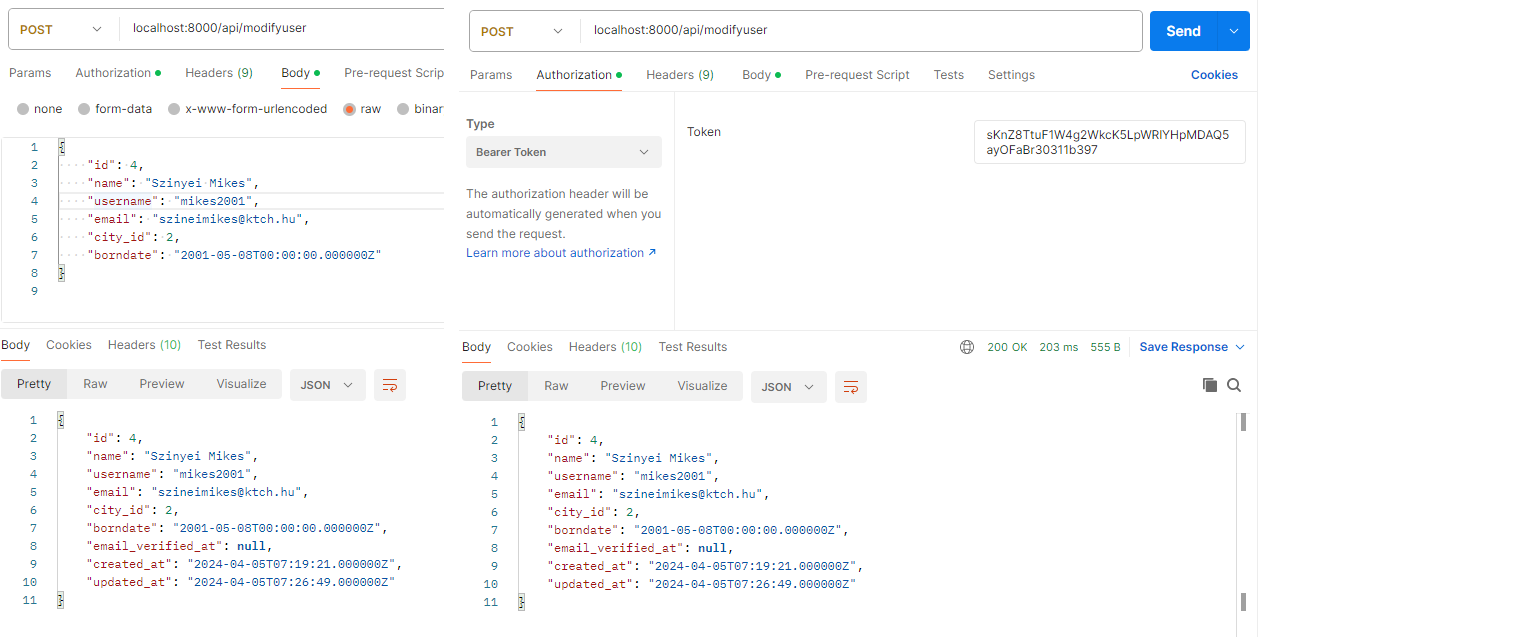 POST localhost:8000/api/modifyuser
Params Authorization Headers (9) Body Pre-request Scrip
none form-data x-www-form-urlencoded raw binar
1 {
2 "id": 4,
3 "name": "Szinyei Mikes",
4 "username": "mikes2001",
5 "email": "szineimikes@ktch.hu",
6 "city_id": 2,
7 "borndate": "2001-05-08T00:00:00.000000Z"
8 }
9
Body Cookies Headers (10) Test Results
Pretty Raw Preview Visualize JSON
1 {
2 "id": 4,
3 "name": "Szinyei Mikes",
4 "username": "mikes2001",
5 "email": "szineimikes@ktch.hu",
6 "city_id": 2,
7 "borndate": "2001-05-08T00:00:00.000000Z",
8 "email_verified_at": null,
9 "created_at": "2024-04-05T07:19:21.000000Z",
10 "updated_at": "2024-04-05T07:26:49.000000Z"
11 }
POST localhost:8000/api/modifyuser Send
Params Authorization Headers (9) Body Pre-request Script Tests Settings Cookies
Type
Bearer Token
The authorization header will be
automatically generated when you
send the request.
Learn more about authorization ↗
Token
sKnZ8TtuF1W4g2WkcK5LpWRlYHpMDAQ5
ayOFaBr30311b397
Body Cookies Headers (10) Test Results 200 OK 203 ms 555 B Save Response
Pretty Raw Preview Visualize JSON
1 {
2 "id": 4,
3 "name": "Szinyei Mikes",
4 "username": "mikes2001",
5 "email": "szineimikes@ktch.hu",
6 "city_id": 2,
7 "borndate": "2001-05-08T00:00:00.000000Z",
8 "email_verified_at": null,
9 "created_at": "2024-04-05T07:19:21.000000Z",
10 "updated_at": "2024-04-05T07:26:49.000000Z"
11 }